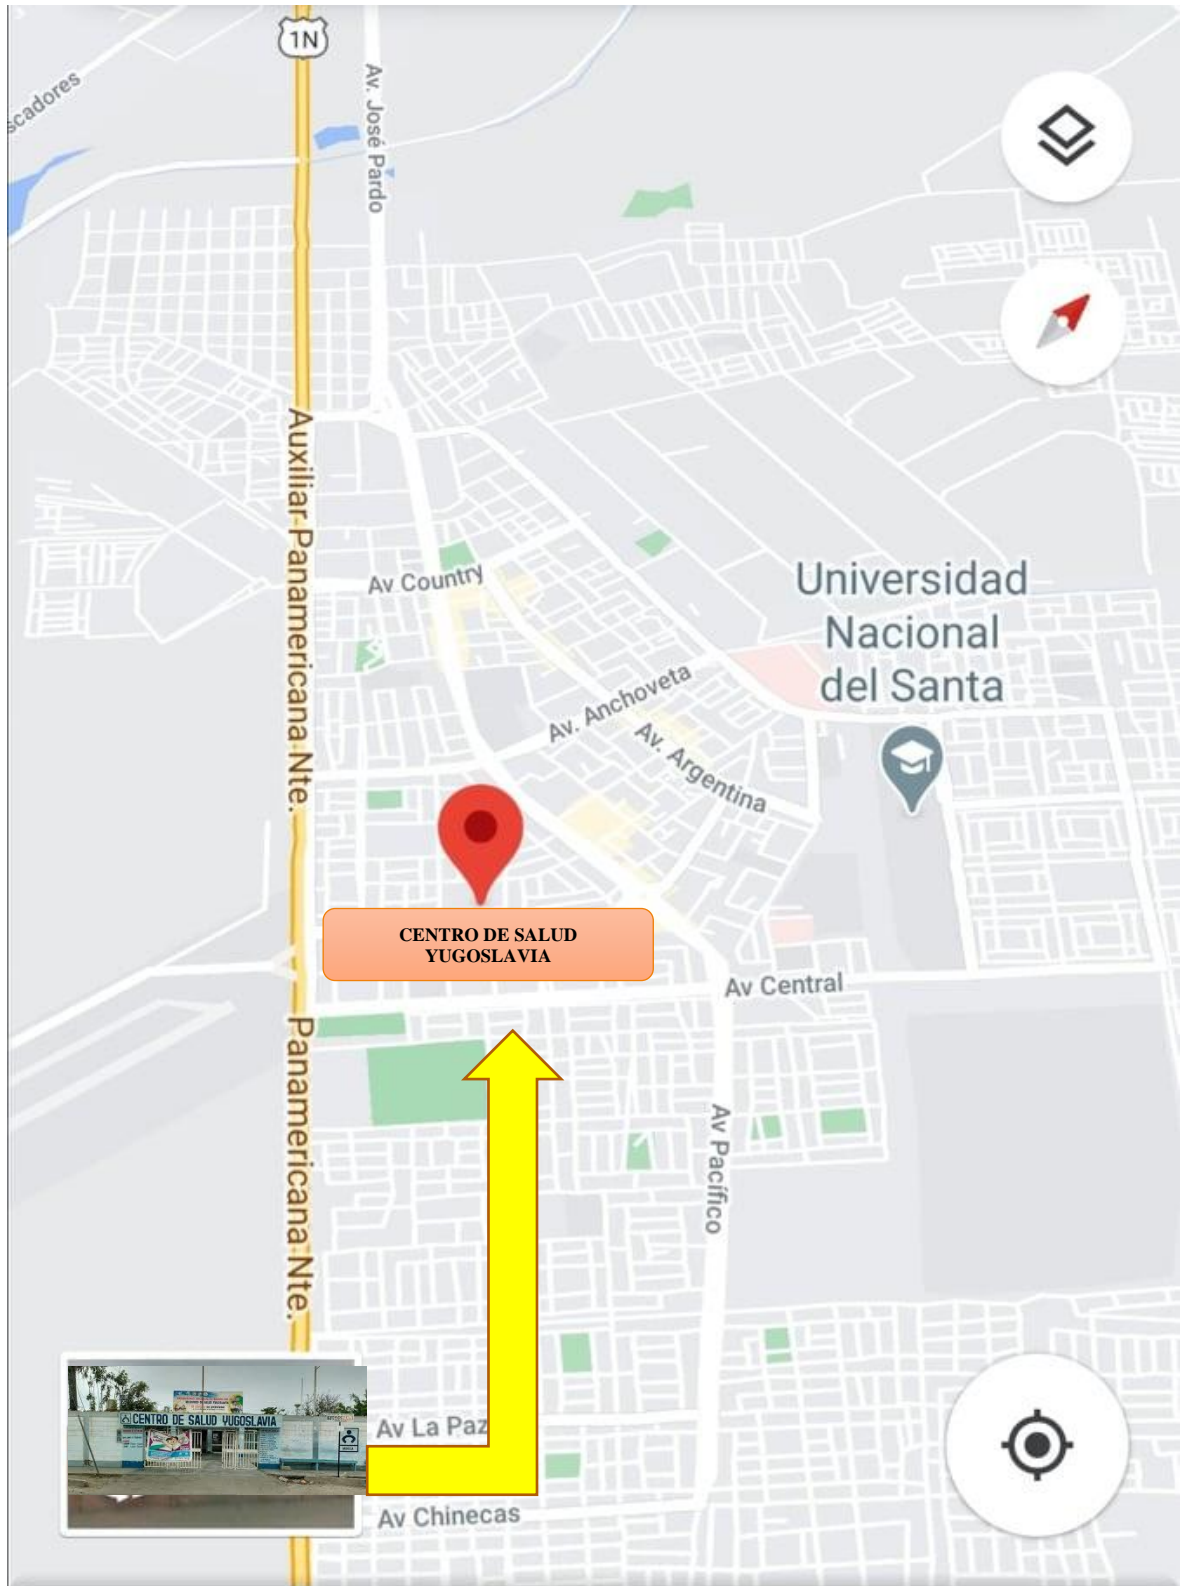 1N
scadores
Av. José Pardo
Auxiliar Panamericana Nte.
Av Country
Universidad
Nacional
del Santa
Av. Anchoveta
Av. Argentina
CENTRO DE SALUD
YUGOSLAVIA
Av Central
Panamericana Nte.
Av Pacífico
CENTRO DE SALUD YUGOSLAVIA
Av La Paz
Av Chinecas